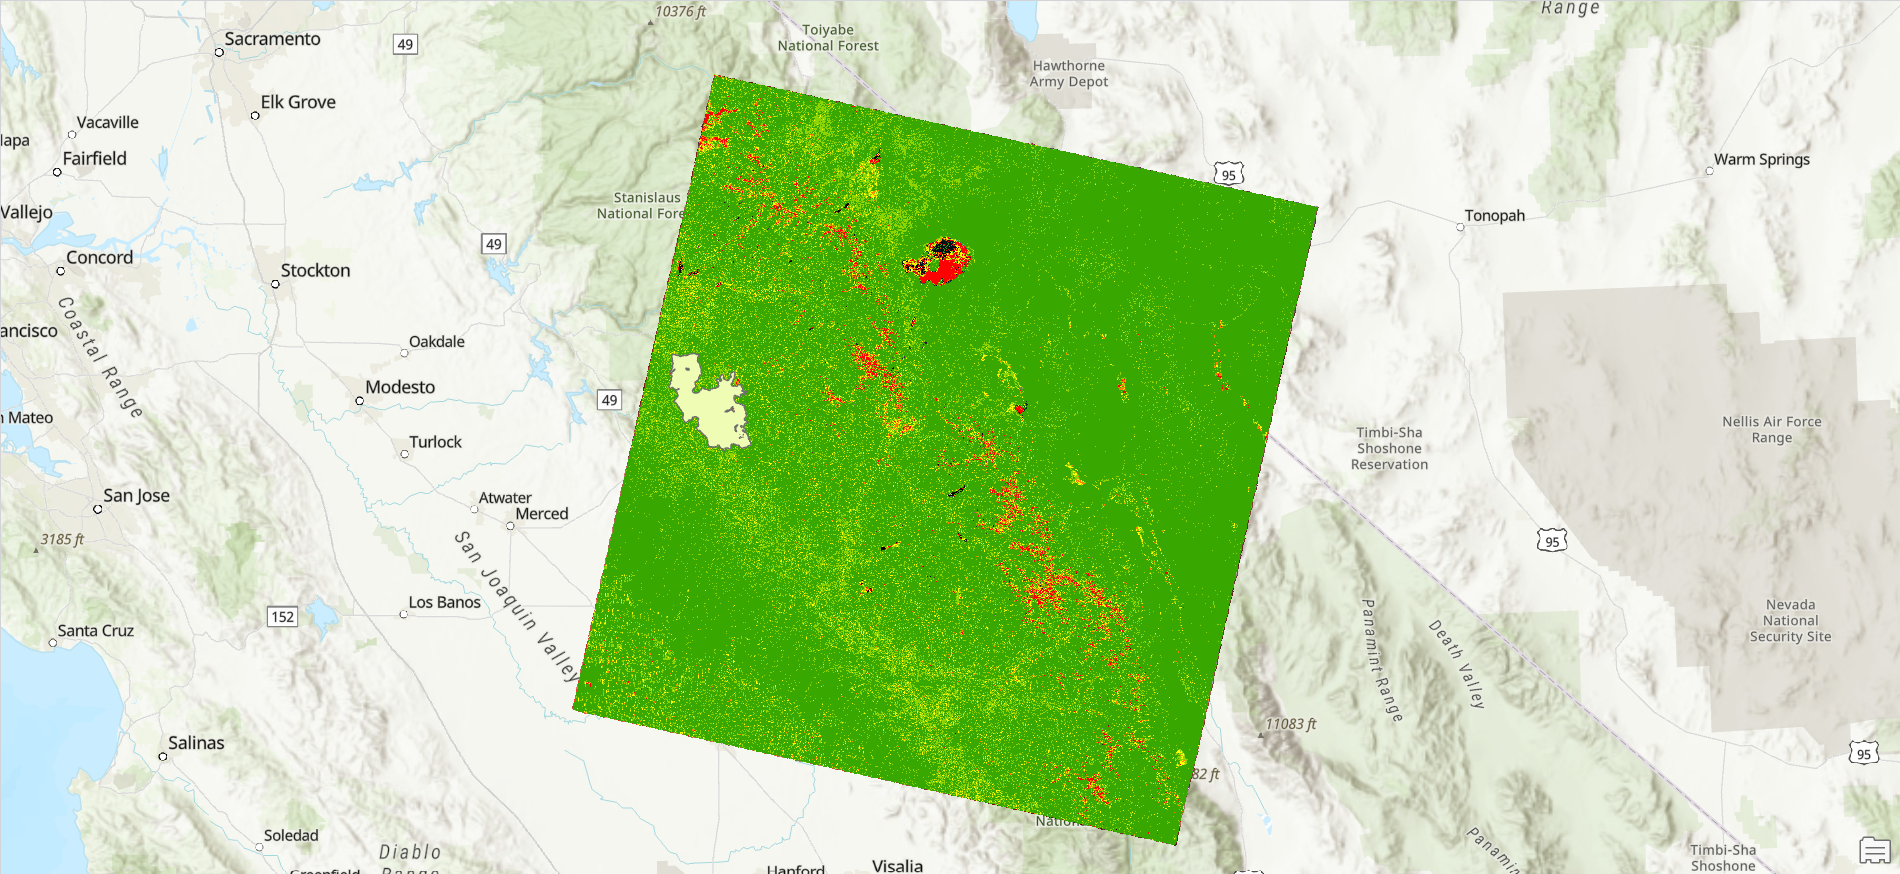 10376 ft
Range
Sacramento
49
Toiyabe
National Forest
Hawthorne
Army Depot
Elk Grove
Vacaville
lapa
Fairfield
Warm Springs
95
Stanislaus
National Fore
Vallejo
Tonopah
49
Concord
Stockton
Coastal Range
ancisco
Oakdale
Modesto
49
n Mateo
Turlock
Timbi-Sha
Shoshone
Reservation
Nellis Air Force
Range
San Jose
Atwater
Merced
3185 ft
San Joaquin Valley
95
Los Banos
152
Santa Cruz
Panamint Range
Death Valley
Nevada
National
Security Site
11083 ft
Salinas
95
82 ft
Nation
Soledad
Diablo
Range
Greenfield
Hanford
Visalia
Panamin
Timbi-Sha
Shoshone